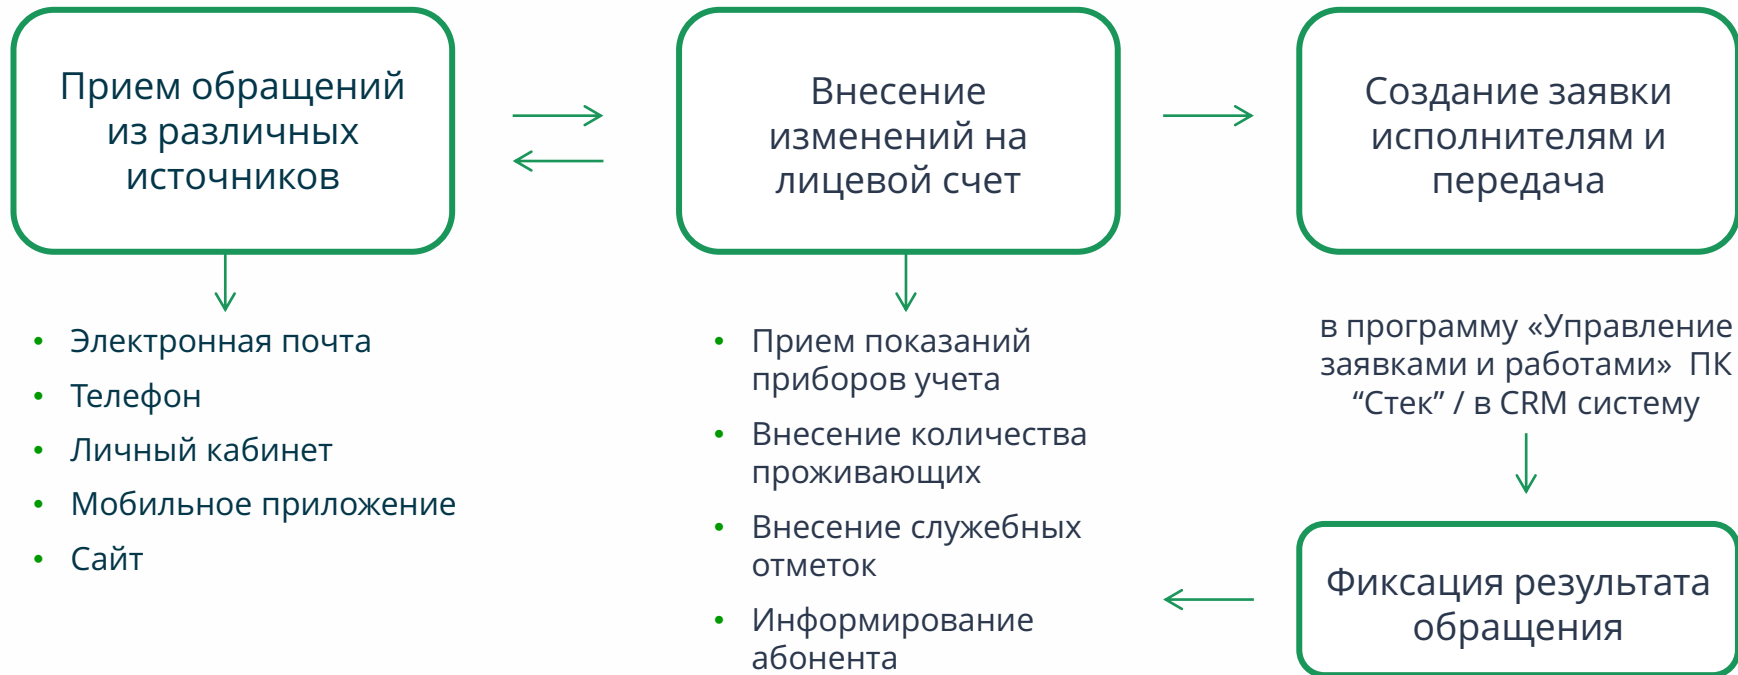 Прием обращений
из различных
источников
Внесение
изменений на
лицевой счет
Создание заявки
исполнителям и
передача
• Электронная почта
• Телефон
• Личный кабинет
• Мобильное приложение
• Сайт
• Прием показаний
приборов учета
• Внесение количества
проживающих
• Внесение служебных
отметок
• Информирование
абонента
в программу «Управление
заявками и работами» ПК
“Стек” / в CRM систему
Фиксация результата
обращения